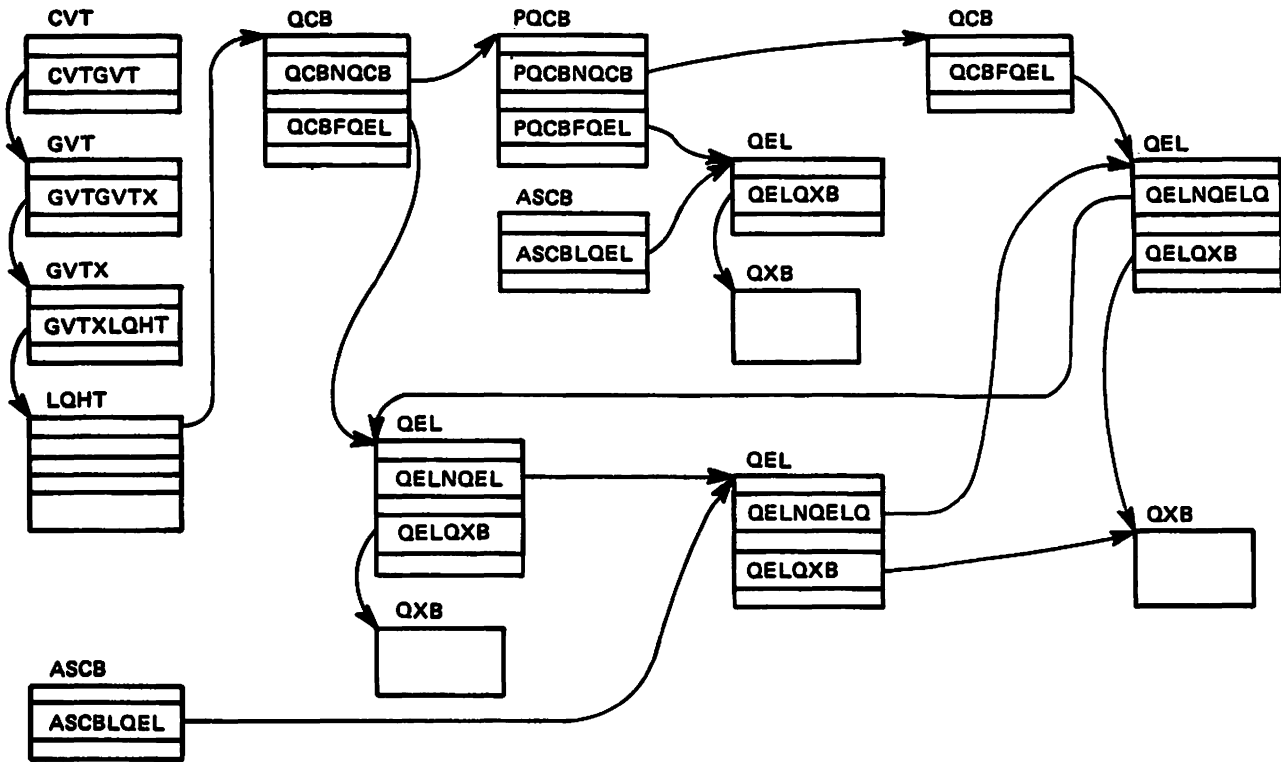 CVT
CVTGVT
GVT
GVTGVTX
GVTX
GVTXLQHT
LQHT
QCB
QCBNQCB
QCBFQEL
PQCB
PQCBNQCB
PQCBFQEL
QCB
QCBFQEL
ASCB
ASCBLQEL
QEL
QELQXB
QXB
QEL
QELNQELQ
QELQXB
QEL
QELNQEL
QELQXB
QXB
QEL
QELNQELQ
QELQXB
QXB
ASCB
ASCBLQEL